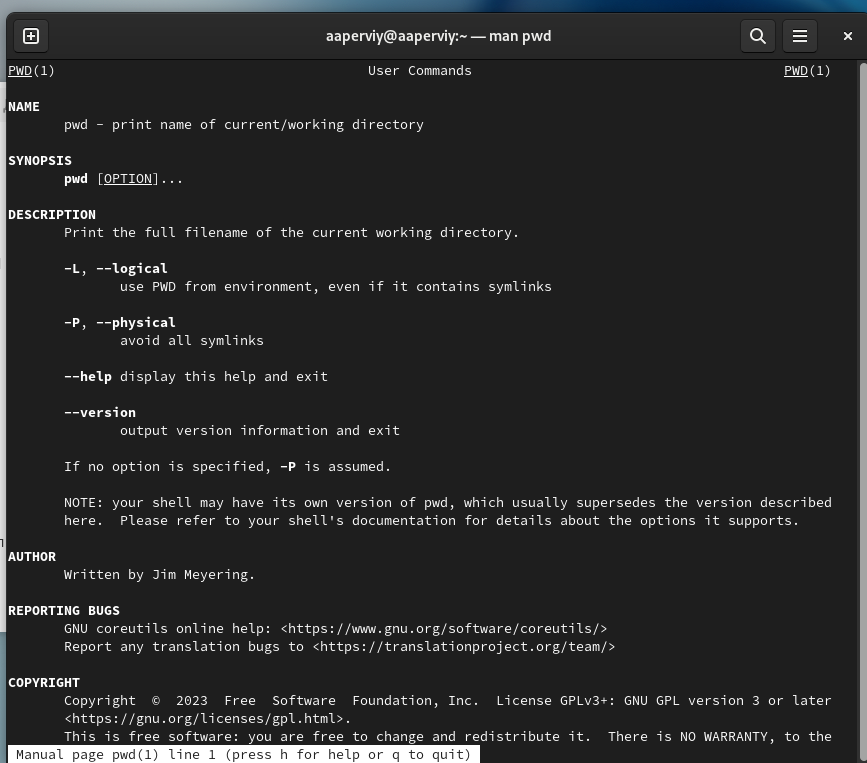 aaperviy@aaperviy:~ — man pwd
PWD(1) User Commands PWD(1)
NAME
pwd - print name of current/working directory
SYNOPSIS
pwd [OPTION]...
DESCRIPTION
Print the full filename of the current working directory.
-L, --logical
use PWD from environment, even if it contains symlinks
-P, --physical
avoid all symlinks
--help display this help and exit
--version
output version information and exit
If no option is specified, -P is assumed.
NOTE: your shell may have its own version of pwd, which usually supersedes the version described
here.  Please refer to your shell's documentation for details about the options it supports.
AUTHOR
Written by Jim Meyering.
REPORTING BUGS
GNU coreutils online help: <https://www.gnu.org/software/coreutils/>
Report any translation bugs to <https://translationproject.org/team/>
COPYRIGHT
Copyright © 2023 Free Software Foundation, Inc. License GPLv3+: GNU GPL version 3 or later
<https://gnu.org/licenses/gpl.html>.
This is free software: you are free to change and redistribute it.  There is NO WARRANTY, to the
Manual page pwd(1) line 1 (press h for help or q to quit)